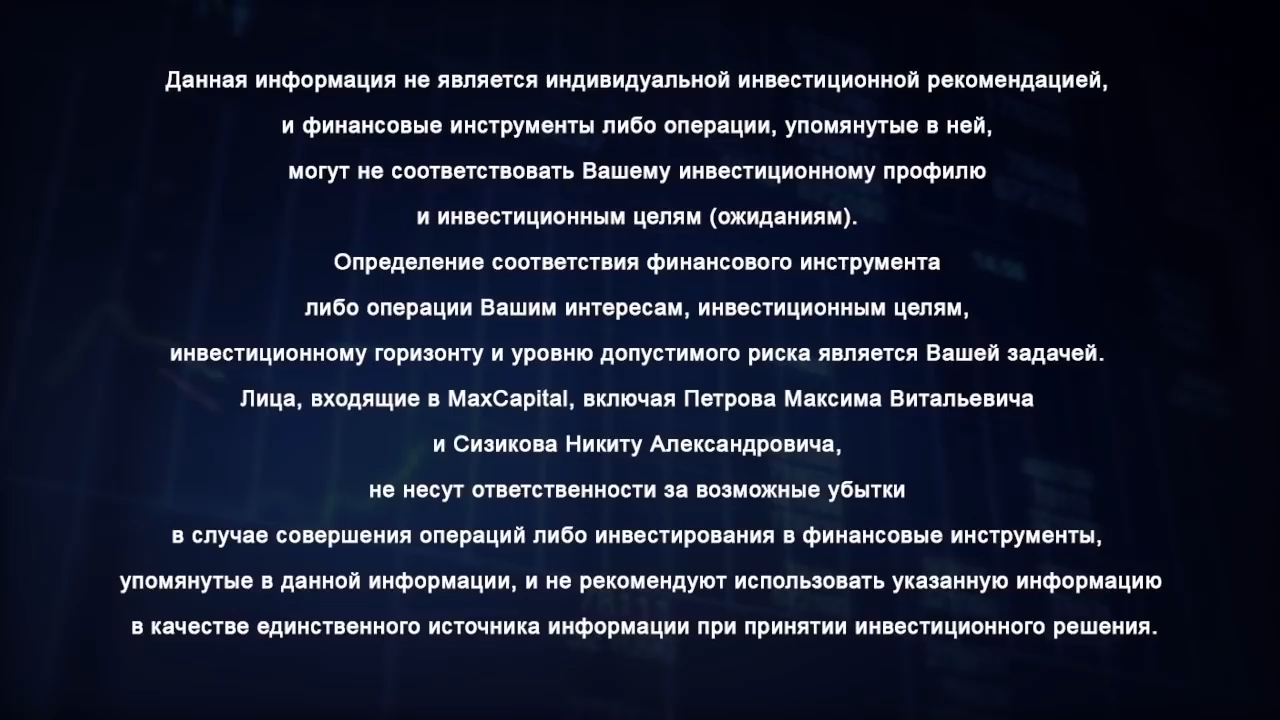 Данная информация не является индивидуальной инвестиционной рекомендацией,
и финансовые инструменты либо операции, упомянутые в ней,
могут не соответствовать Вашему инвестиционному профилю
и инвестиционным целям (ожиданиям).
Определение соответствия финансового инструмента
либо операции Вашим интересам, инвестиционным целям,
инвестиционному горизонту и уровню допустимого риска является Вашей задачей.
Лица, входящие в MaxCapital, включая Петрова Максима Витальевича
и Сизикова Никиту Александровича,
не несут ответственности за возможные убытки
в случае совершения операций либо инвестирования в финансовые инструменты,
упомянутые в данной информации, и не рекомендуют использовать указанную информацию
в качестве единственного источника информации при принятии инвестиционного решения.